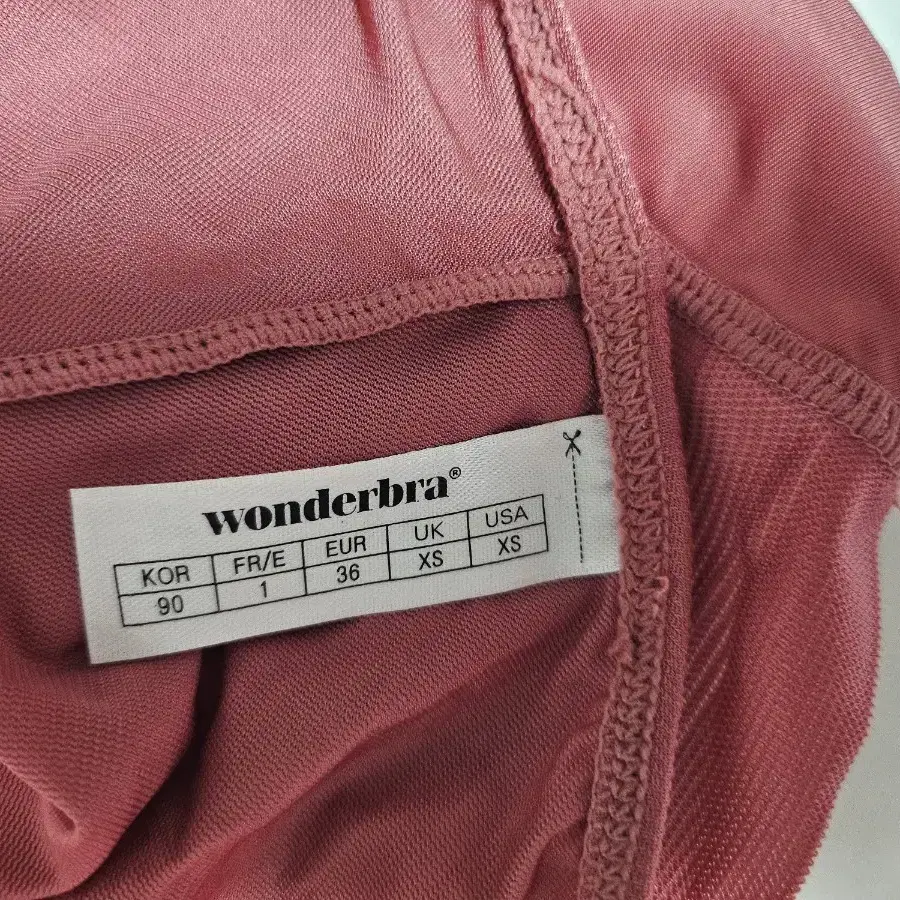 wonderbra®
KOR FR/E EUR UK USA
90 1 36 XS XS